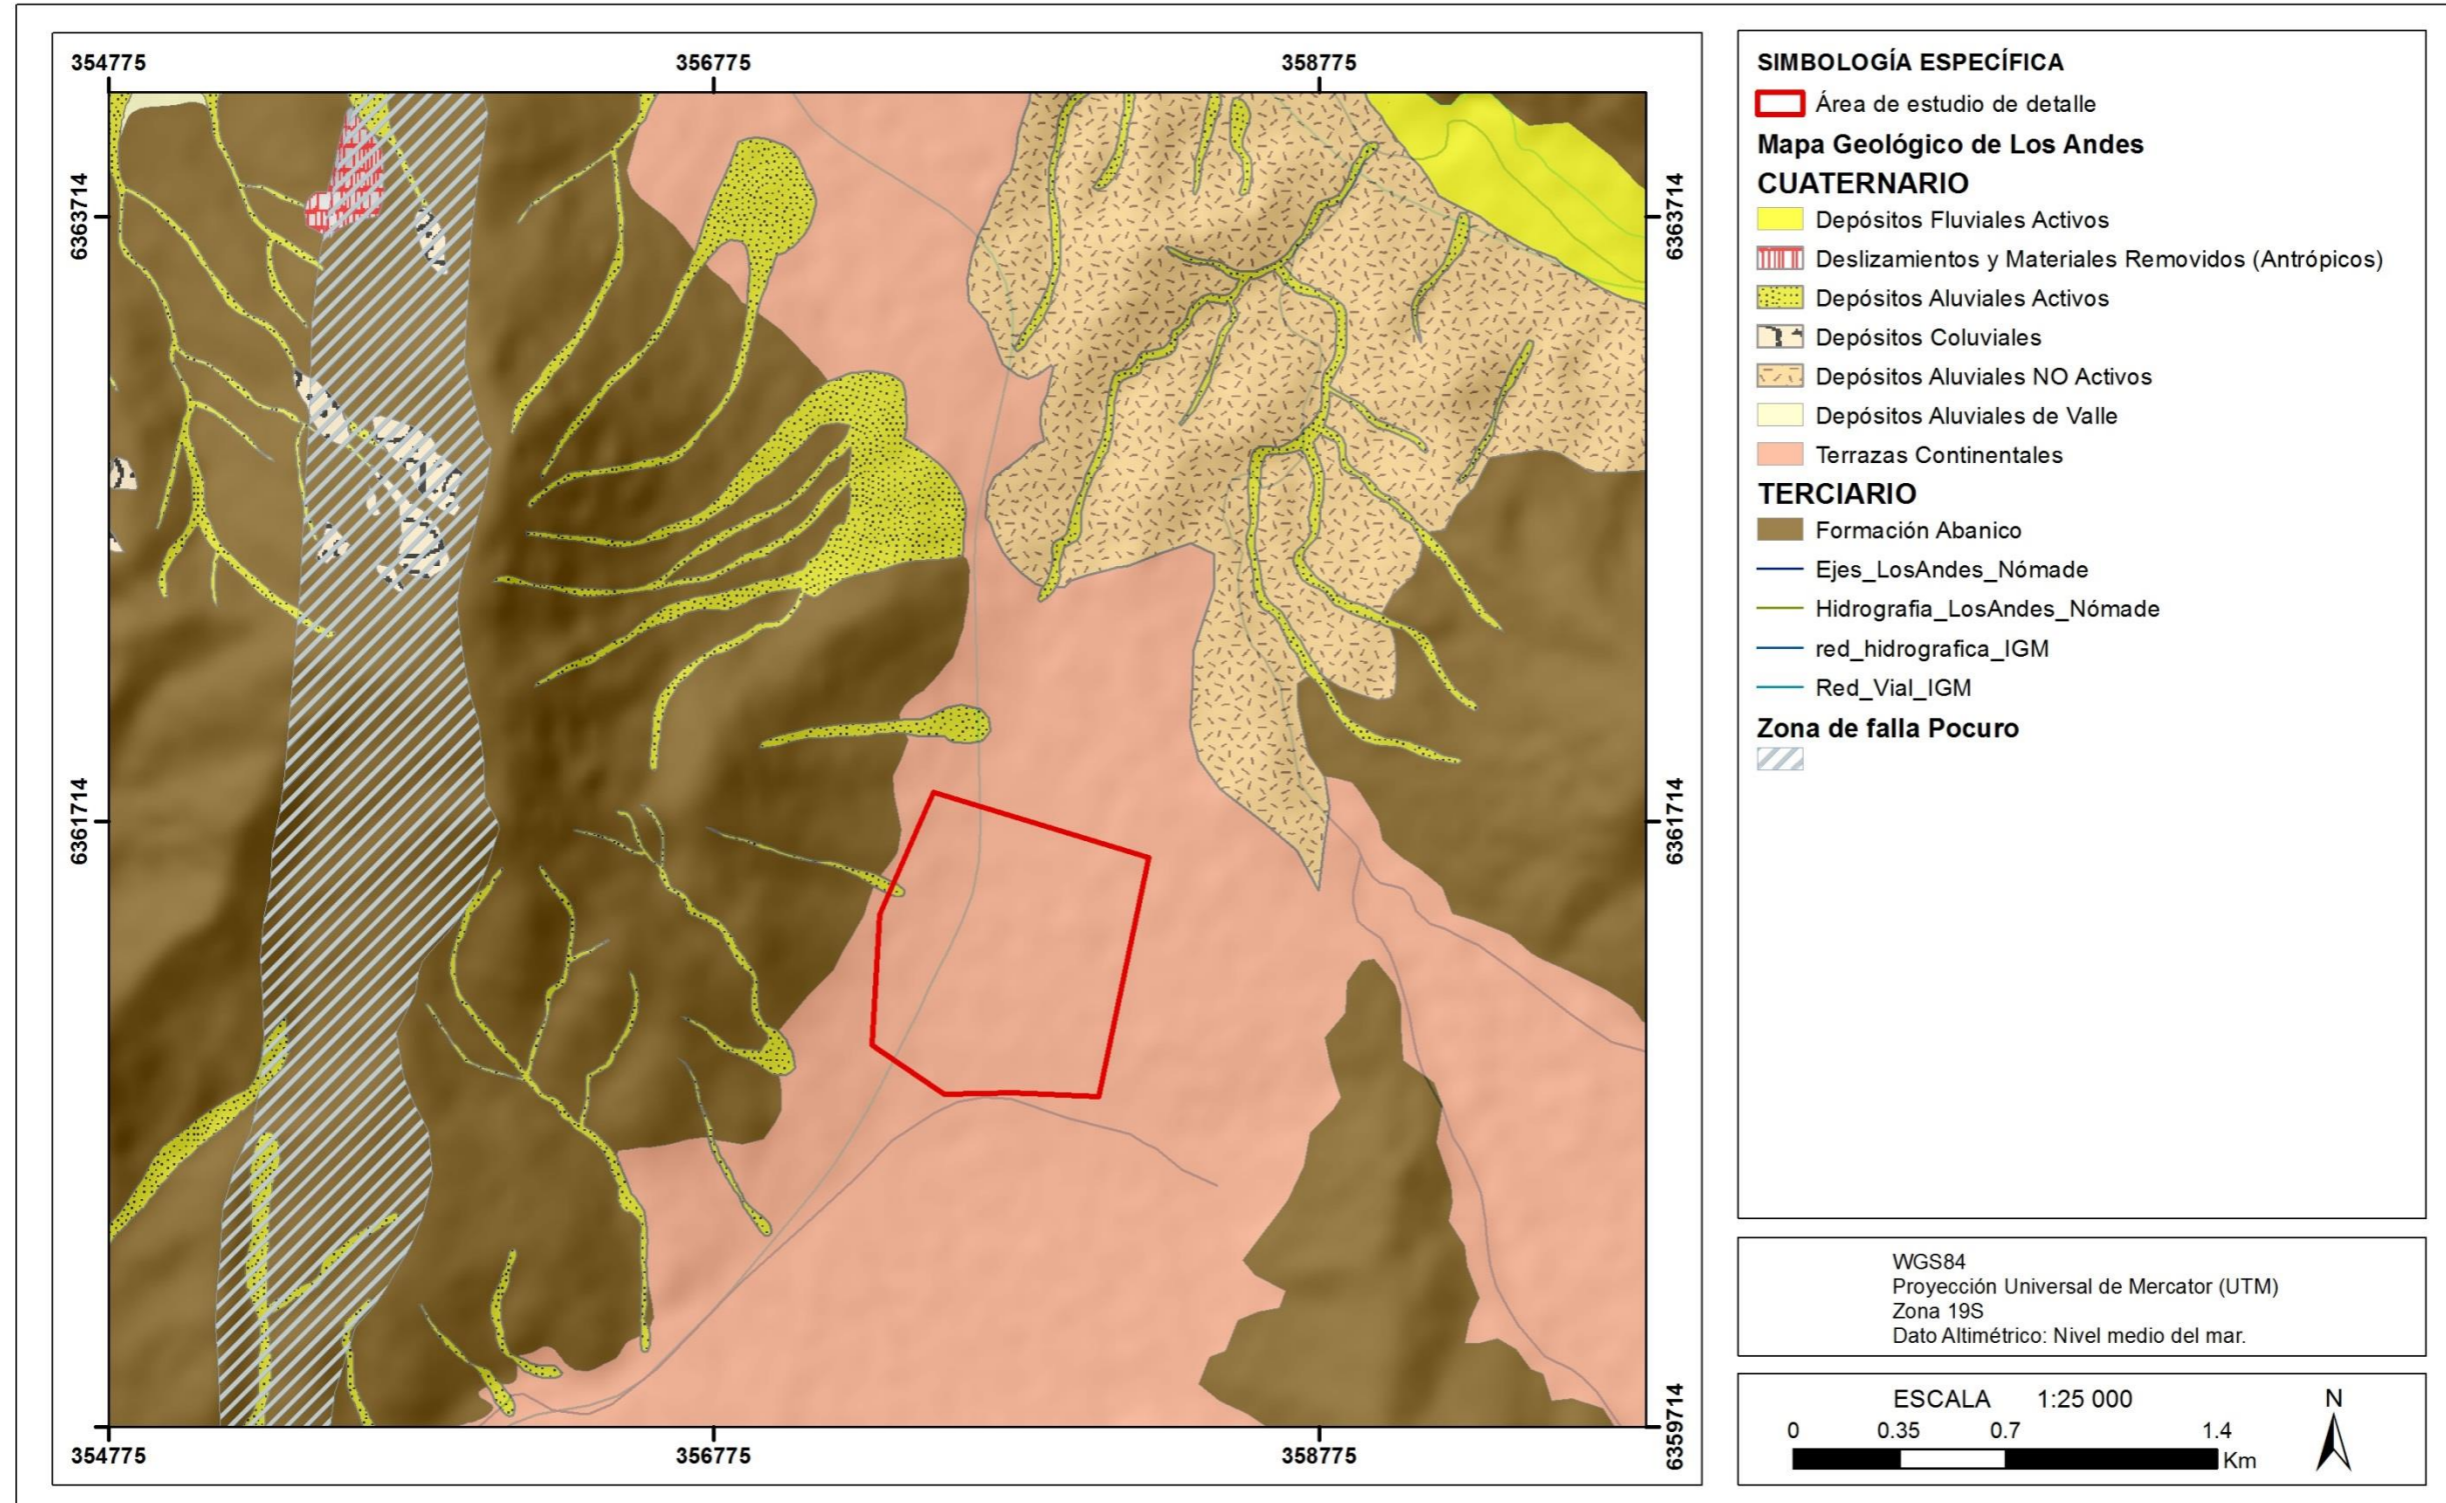 354775
356775
358775
SIMBOLOGÍA ESPECÍFICA
Área de estudio de detalle
Mapa Geológico de Los Andes
CUATERNARIO
Depósitos Fluviales Activos
Deslizamientos y Materiales Removidos (Antrópicos)
Depósitos Aluviales Activos
Depósitos Coluviales
Depósitos Aluviales NO Activos
Depósitos Aluviales de Valle
Terrazas Continentales
TERCIARIO
Formación Abanico
Ejes_LosAndes_Nómade
Hidrografia_LosAndes_Nómade
red_hidrografica_IGM
Red_Vial_IGM
Zona de falla Pocuro
6363714
6363714
6361714
6361714
6359714
354775
356775
358775
WGS84
Proyección Universal de Mercator (UTM)
Zona 19S
Dato Altimétrico: Nivel medio del mar.
ESCALA 1:25 000
N
0 0.35 0.7 1.4
Km